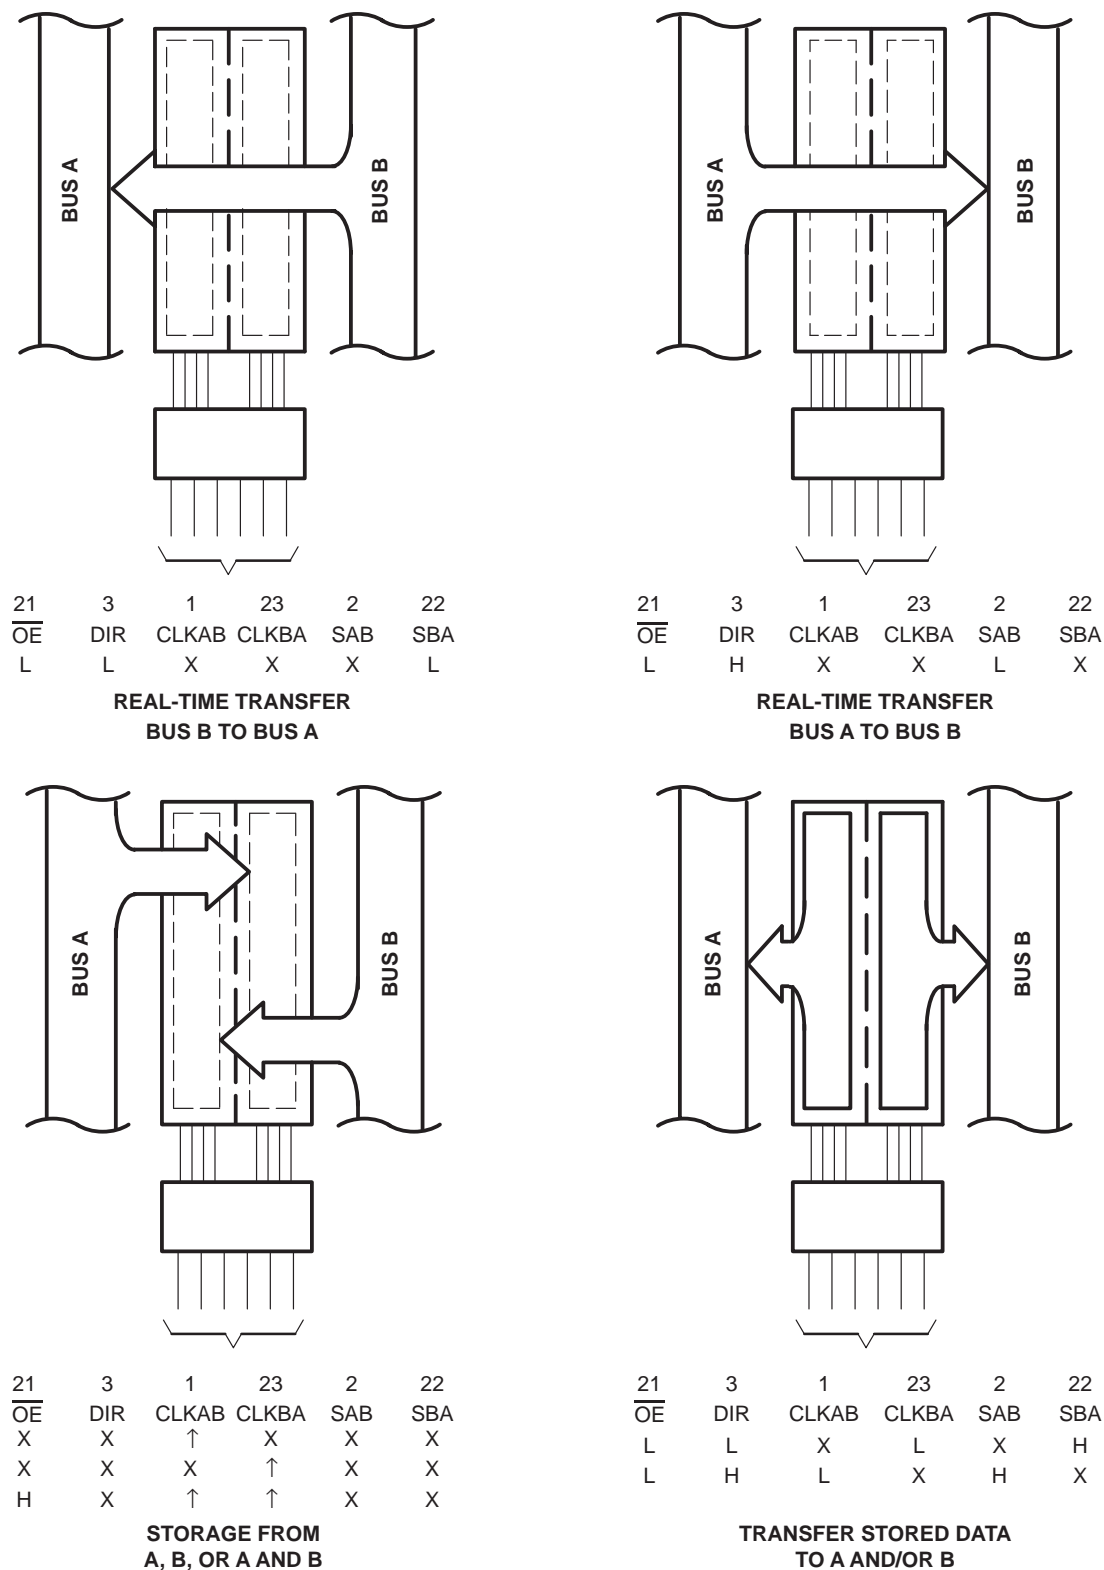 BUS A
BUS B
21 3 1 23 2 22
OE DIR CLKAB CLKBA SAB SBA
L L X X X L
REAL-TIME TRANSFER
BUS B TO BUS A
BUS A
BUS B
21 3 1 23 2 22
OE DIR CLKAB CLKBA SAB SBA
L H X X L X
REAL-TIME TRANSFER
BUS A TO BUS B
BUS A
BUS B
21 3 1 23 2 22
OE DIR CLKAB CLKBA SAB SBA
X X ↑ X X X
X X X ↑ X X
H X ↑ ↑ X X
STORAGE FROM
A, B, OR A AND B
BUS A
BUS B
21 3 1 23 2 22
OE DIR CLKAB CLKBA SAB SBA
L L X L X H
L H L X H X
TRANSFER STORED DATA
TO A AND/OR B